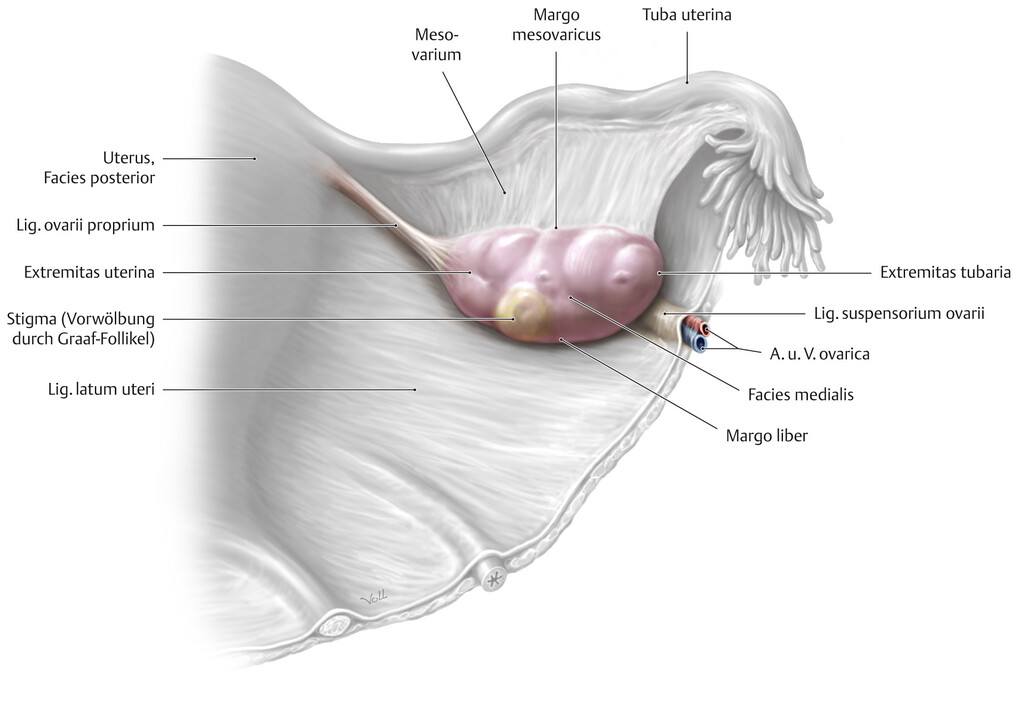 Tuba uterina
Margo
mesovaricus
Meso-
varium
Uterus,
Facies posterior
Lig. ovarii proprium
Extremitas uterina
Stigma (Vorwölbung
durch Graaf-Follikel)
Lig. latum uteri
Extremitas tubaria
Lig. suspensorium ovarii
A. u. V. ovarica
Facies medialis
Margo liber
Voll